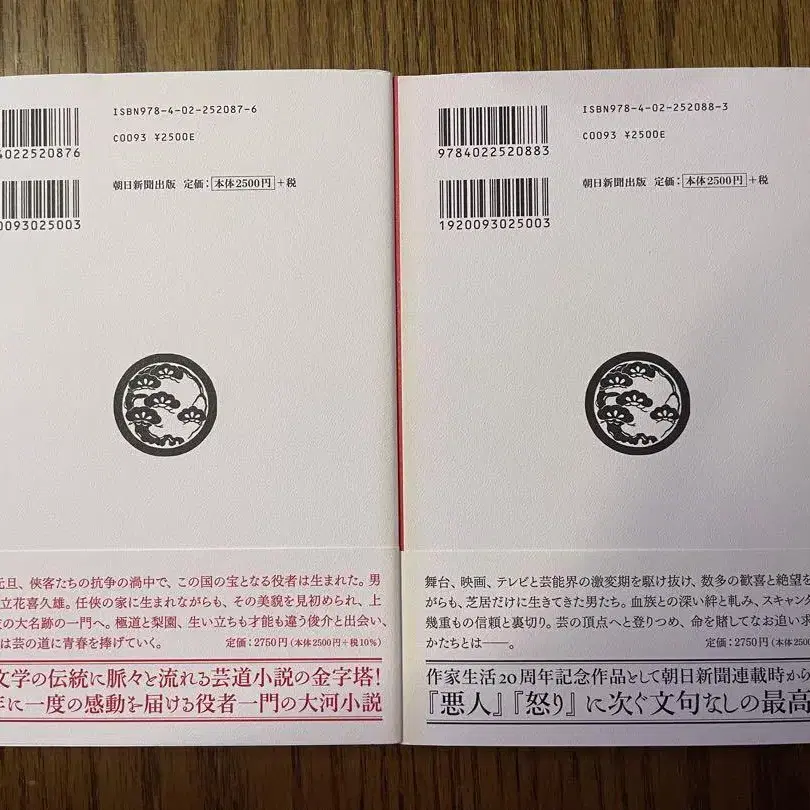 ISBN978-4-02-252087-6
C0093 ¥2500E
4022520876
朝日新聞出版 定価:本体2500円+税
0093025003
元旦、侠客たちの抗争の渦中で、この国の宝となる役者は生まれた。男
立花喜久雄。任侠の家に生まれながらも、その美貌を見初められ、上
の大名跡の一門へ。極道と梨園、生い立ちも才能も違う俊介と出会い、
は芸の道に青春を捧げていく。 定価:2750円(本体2500円+税10%)
文学の伝統に脈々と流れる芸道小説の金字塔!
年に一度の感動を届ける役者一門の大河小説
ISBN978-4-02-252088-3
C0093 ¥2500E
9784022520883
朝日新聞出版 定価:本体2500円+税
1920093025003
舞台、映画、テレビと芸能界の激変期を駆け抜け、数多の歓喜と絶望を
がらも、芝居だけに生きてきた男たち。血族との深い絆と軋み、スキャンダ
幾重もの信頼と裏切り。芸の頂点へと登りつめ、命を賭してなお追い求
かたちとは――。 定価:2750円(本体2500
作家生活20周年記念作品として朝日新聞連載時から
『悪人』『怒り』に次ぐ文句なしの最高